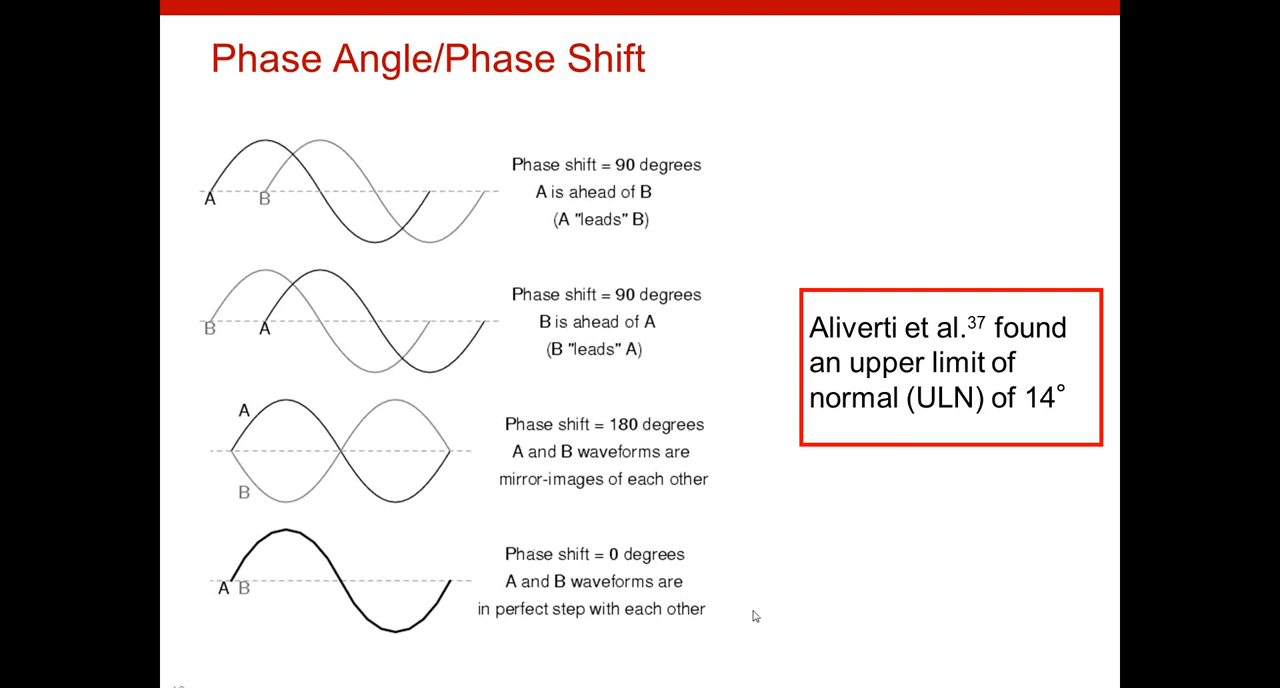 Phase Angle/Phase Shift
A
B
Phase shift = 90 degrees
A is ahead of B
(A "leads" B)
B
A
Phase shift = 90 degrees
B is ahead of A
(B "leads" A)
A
B
Phase shift = 180 degrees
A and B waveforms are
mirror-images of each other
A B
Phase shift = 0 degrees
A and B waveforms are
in perfect step with each other
Aliverti et al.37 found
an upper limit of
normal (ULN) of 14°